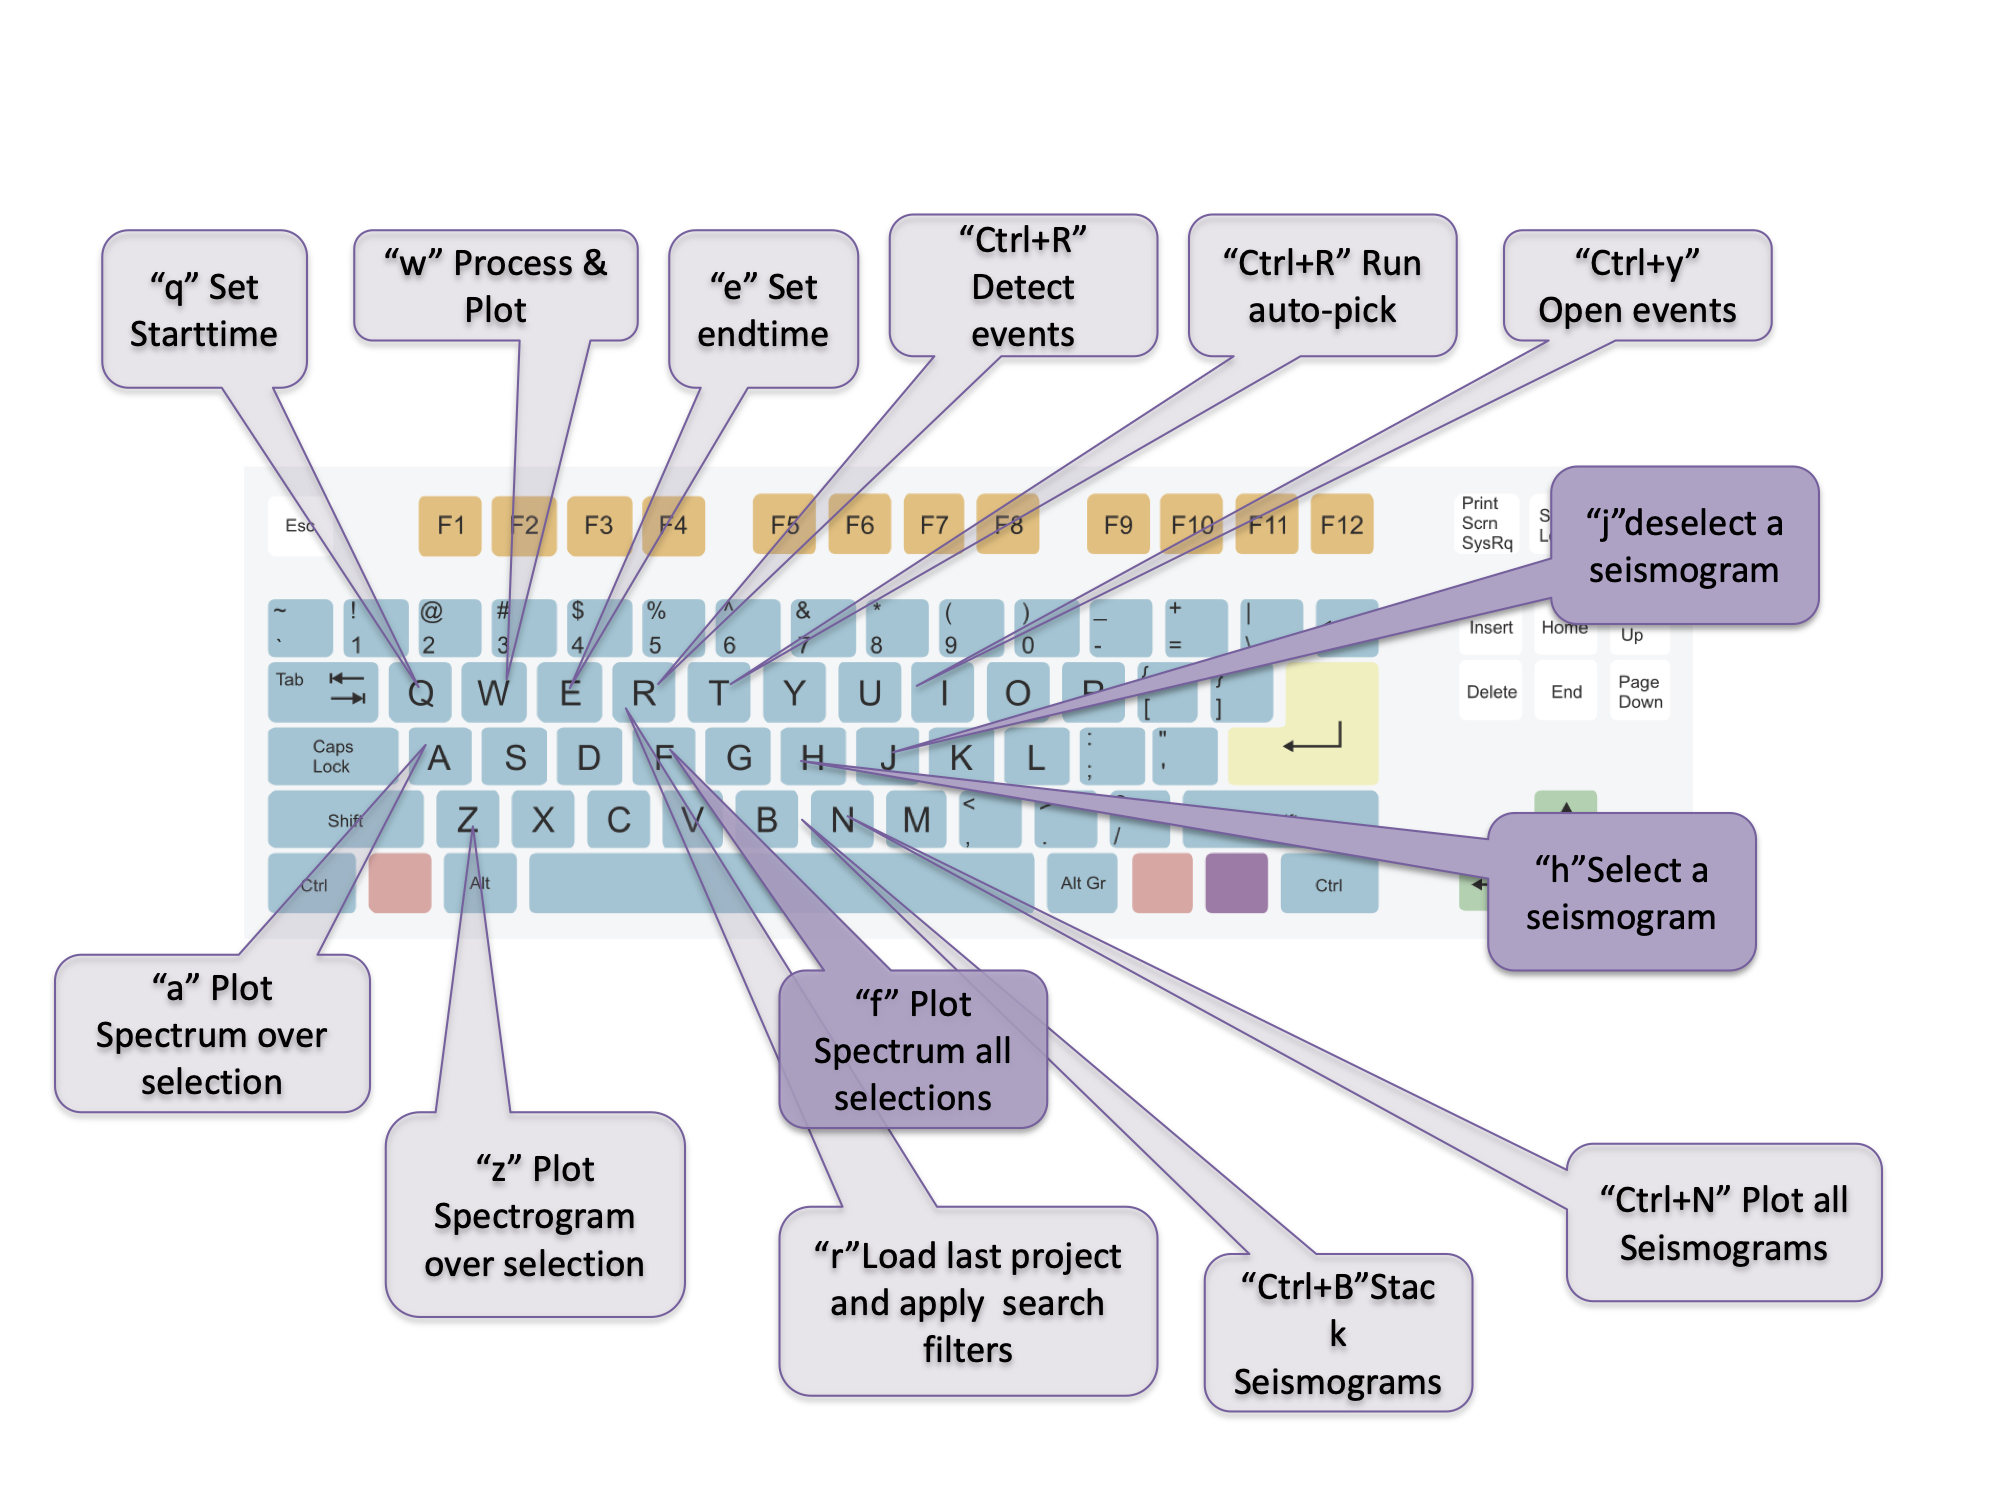 “q” Set
Starttime
“w” Process &
Plot
“e” Set
endtime
“Ctrl+R”
Detect
events
“Ctrl+R” Run
auto-pick
“Ctrl+y”
Open events
Esc F1 F2 F3 F4 F5 F6 F7 F8 F9 F10 F11 F12
Print
Scrn
SysRq
“j”deselect a
seismogram
~ ! @ # $ % ^ & * ( ) _ + |
` 1 2 3 4 5 6 7 8 9 0 - = \
Insert Home Up
Tab Q W E R T Y U I O P { }
[ ]
Delete End Page
Down
Caps
Lock
A S D F G H J K L : "
; '
Shift Z X C V B N M < >
, . /
Ctrl Alt Alt Gr Ctrl
“h”Select a
seismogram
“a” Plot
Spectrum over
selection
“f” Plot
Spectrum all
selections
“z” Plot
Spectrogram
over selection
“r”Load last project
and apply  search
filters
“Ctrl+B”Stac
k
Seismograms
“Ctrl+N” Plot all
Seismograms